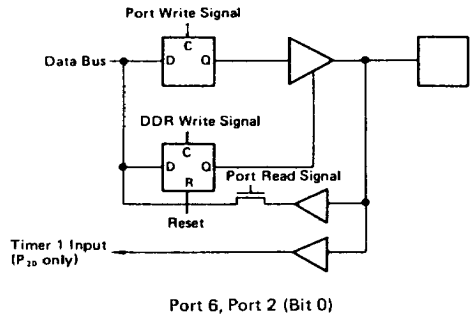 Port Write Signal
C
Data Bus
D
Q
DDR Write Signal
C
D
Q
R
Port Read Signal
Reset
Timer 1 Input
(P₂₀ only)
Port 6, Port 2 (Bit 0)